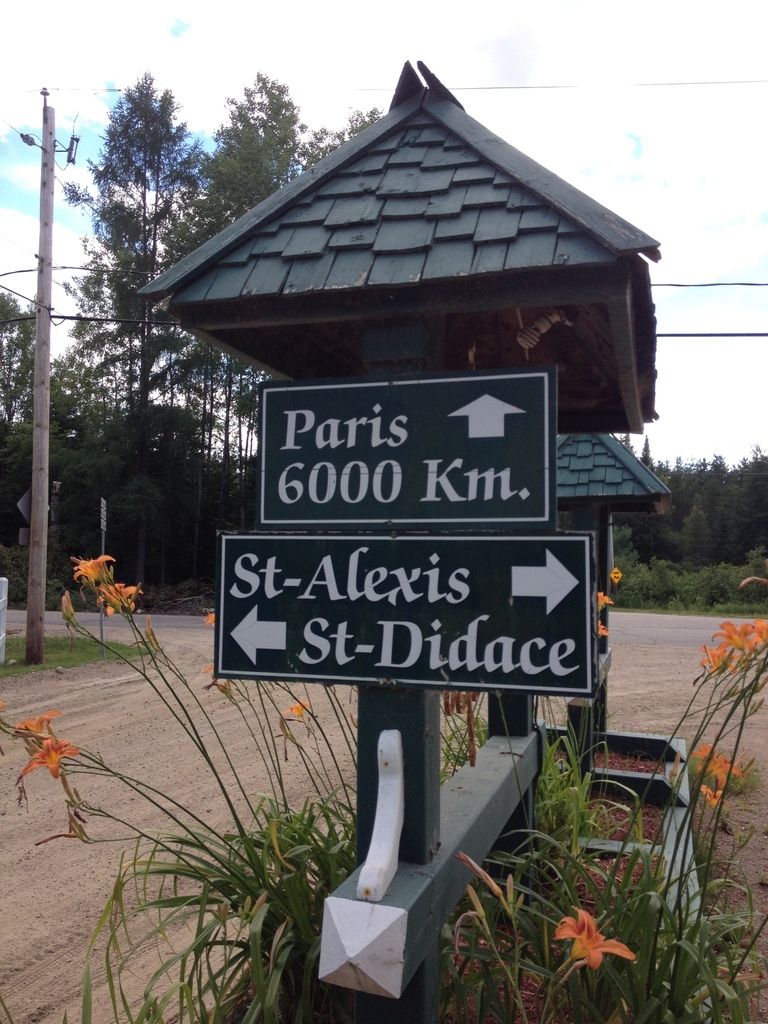 Paris
6000 Km.
St-Alexis
St-Didace